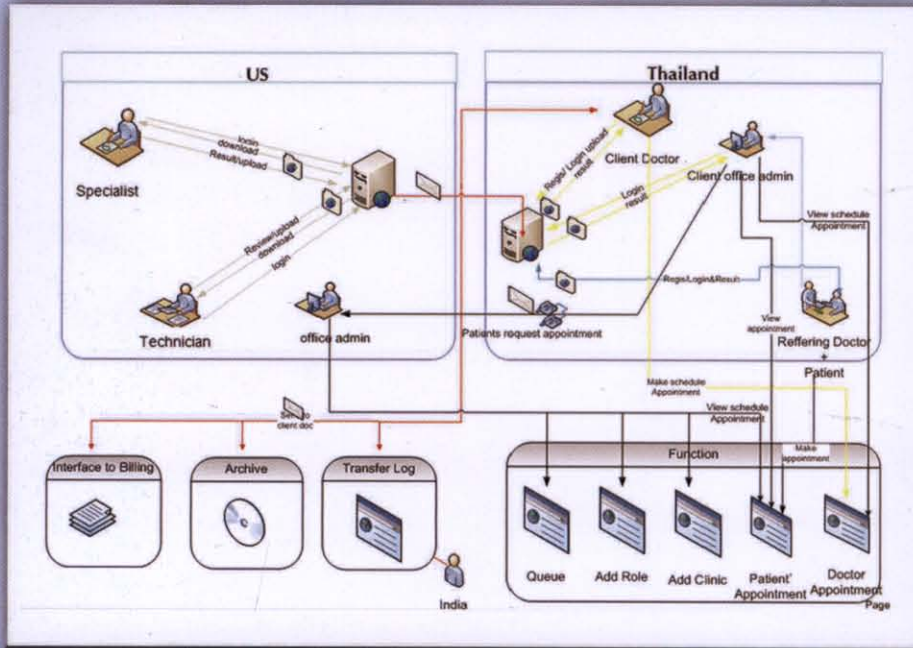 US
Thailand
login
download
Result/upload
Specialist
Review/upload
download
login
Technician
office admin
Regis/ Login/ upload
result
Client Doctor
Login
result
Client office admin
View schedule
Appointment
Regis/Login&Result
Patients request appointment
View
appointment
Reffering Doctor
+
Patient
Make schedule
Appointment
client doc
View schedule
Appointment
Make
appointment
Interface to Billing
Archive
Transfer Log
India
Function
Queue
Add Role
Add Clinic
Patient'
Appointment
Doctor
Appointment
Page